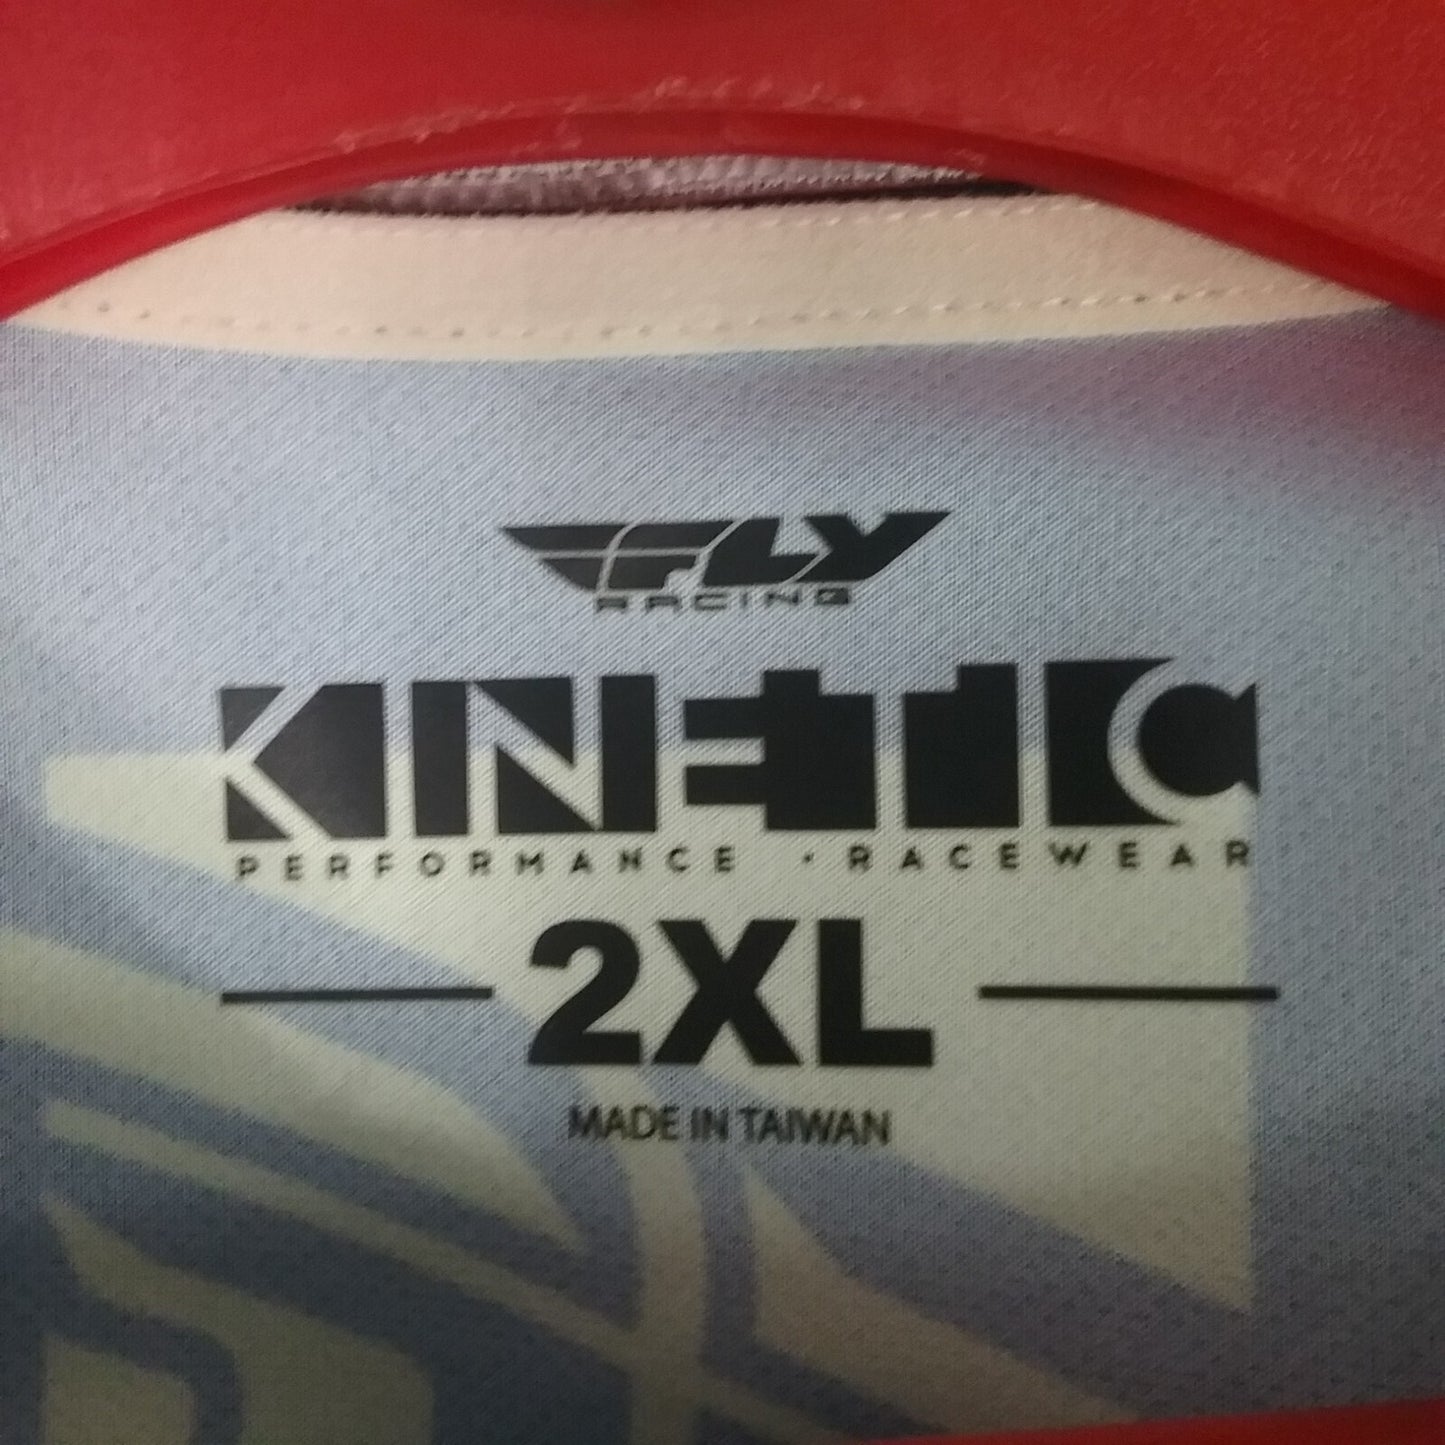 FLY
RACING
KINETIC
PERFORMANCE · RACEWEAR
2XL
MADE IN TAIWAN